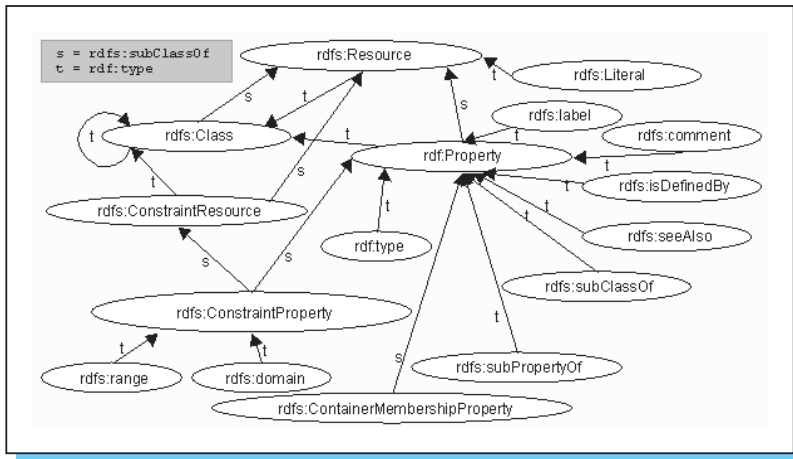 s = rdfs:subClassOf
t = rdf:type
rdfs:Resource
rdfs:Literal
t
s
t
s
rdfs:label
t
rdfs:Class
t
t
rdfs:comment
t
rdf:Property
s
t
rdfs:isDefinedBy
t
t
rdfs:ConstraintResource
t
t
rdfs:seeAlso
rdf:type
s
s
rdfs:subClassOf
rdfs:ConstraintProperty
t
t
t
s
rdfs:subPropertyOf
rdfs:range
rdfs:domain
rdfs:ContainerMembershipProperty